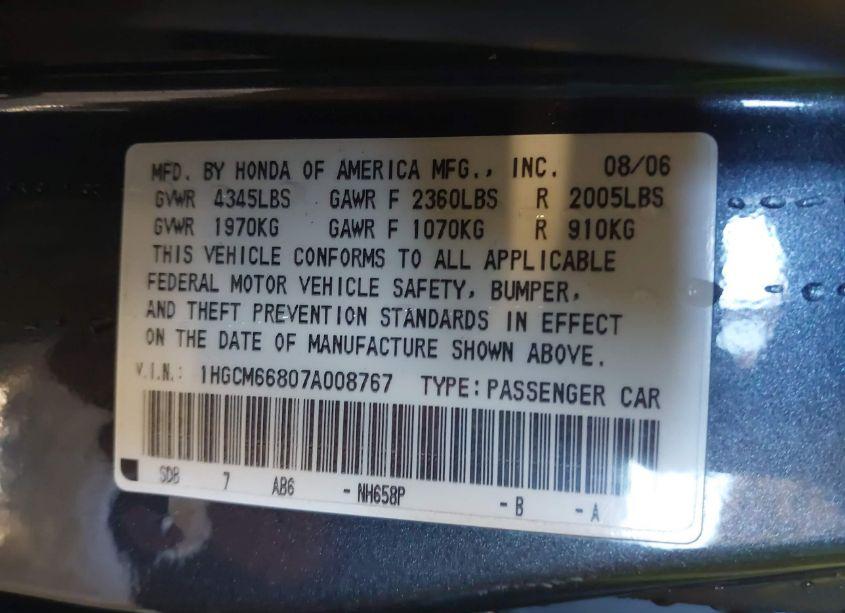 MFD. BY HONDA OF AMERICA MFG., INC. 08/06
GVWR 4345LBS GAWR F 2360LBS R 2005LBS
GVWR 1970KG GAWR F 1070KG R 910KG
THIS VEHICLE CONFORMS TO ALL APPLICABLE
FEDERAL MOTOR VEHICLE SAFETY, BUMPER,
AND THEFT PREVENTION STANDARDS IN EFFECT
ON THE DATE OF MANUFACTURE SHOWN ABOVE.
V.I.N.: 1HGCM66807A008767 TYPE:PASSENGER CAR
SDB 7 AB6 - NH658P - B - A